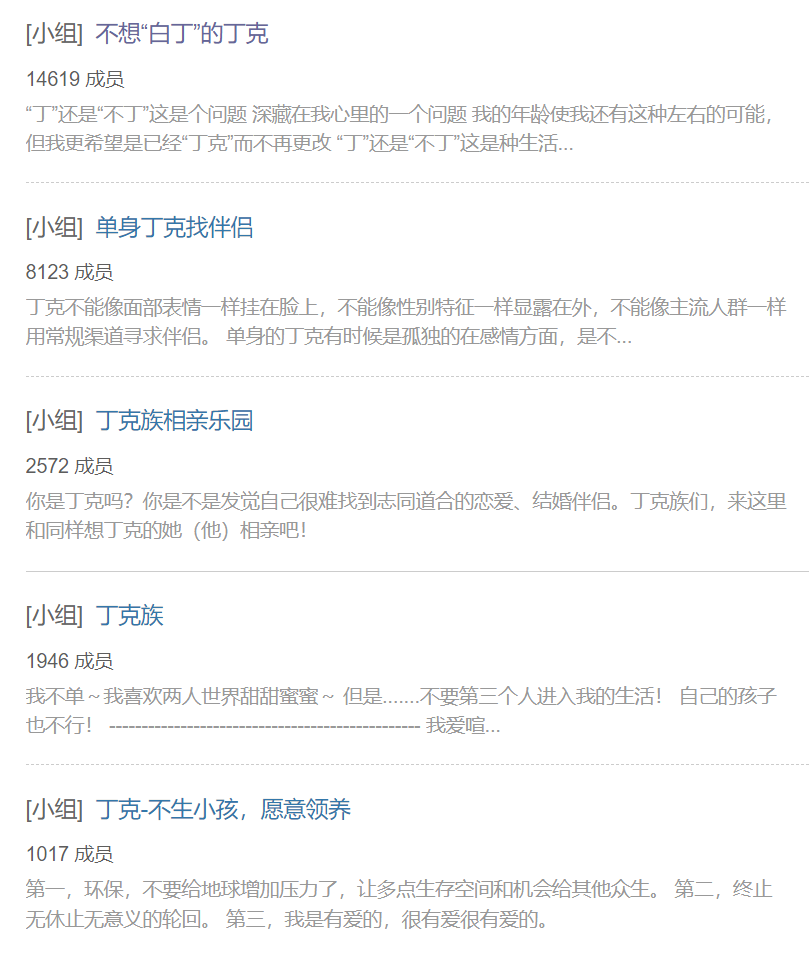 [小组] 不想“白丁”的丁克
14619 成员
“丁”还是“不丁”这是个问题 深藏在我心里的一个问题 我的年龄使我还有这种左右的可能，
但我更希望是已经“丁克”而不再更改 “丁”还是“不丁”这是种生活...
[小组] 单身丁克找伴侣
8123 成员
丁克不能像面部表情一样挂在脸上，不能像性别特征一样显露在外，不能像主流人群一样
用常规渠道寻求伴侣。 单身的丁克有时候是孤独的在感情方面，是不...
[小组] 丁克族相亲乐园
2572 成员
你是丁克吗？你是不是发觉自己很难找到志同道合的恋爱、结婚伴侣。丁克族们，来这里
和同样想丁克的她（他）相亲吧！
[小组] 丁克族
1946 成员
我不单～我喜欢两人世界甜甜蜜蜜～ 但是.......不要第三个人进入我的生活！ 自己的孩子
也不行！ ------------------------------------------------ 我爱喧...
[小组] 丁克-不生小孩，愿意领养
1017 成员
第一，环保，不要给地球增加压力了，让多点生存空间和机会给其他众生。 第二，终止
无休止无意义的轮回。 第三，我是有爱的，很有爱很有爱的。